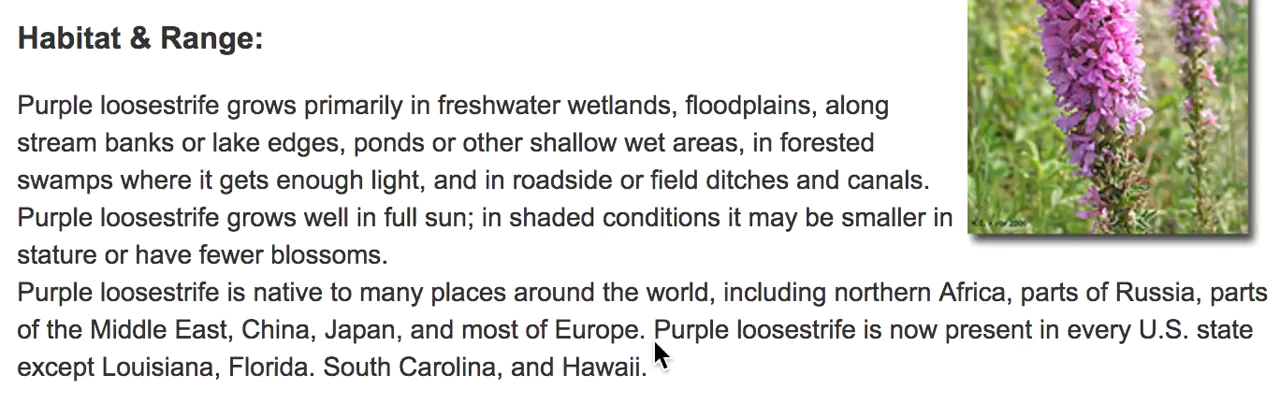 Habitat & Range:
Purple loosestrife grows primarily in freshwater wetlands, floodplains, along
stream banks or lake edges, ponds or other shallow wet areas, in forested
swamps where it gets enough light, and in roadside or field ditches and canals.
Purple loosestrife grows well in full sun; in shaded conditions it may be smaller in
stature or have fewer blossoms.
Purple loosestrife is native to many places around the world, including northern Africa, parts of Russia, parts
of the Middle East, China, Japan, and most of Europe. Purple loosestrife is now present in every U.S. state
except Louisiana, Florida. South Carolina, and Hawaii.